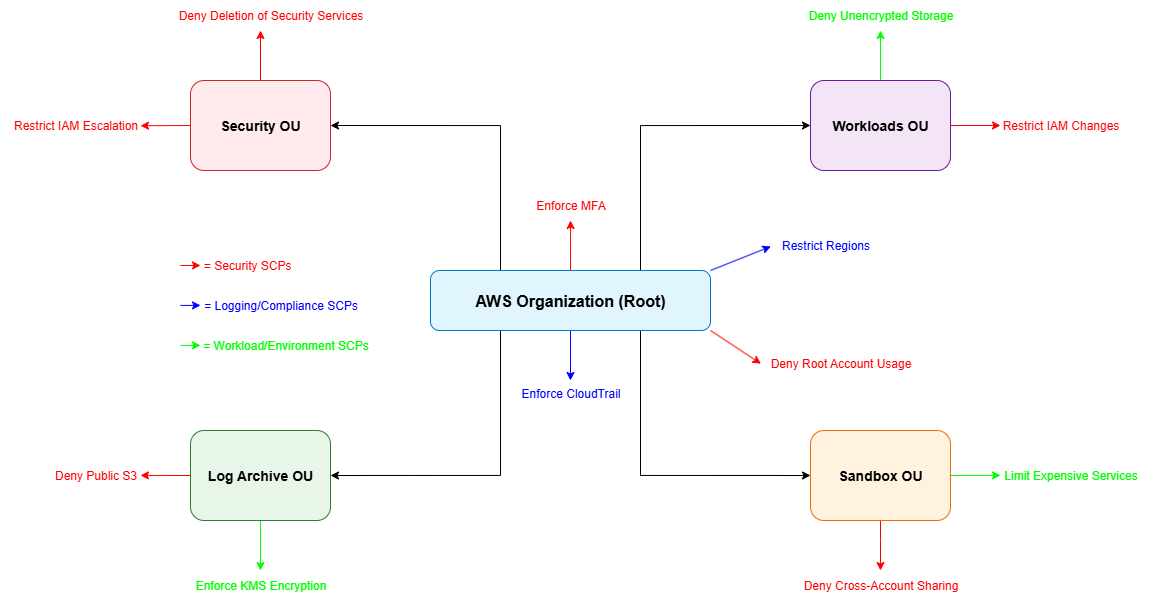 Deny Deletion of Security Services
Deny Unencrypted Storage
Restrict IAM Escalation
Security OU
Workloads OU
Restrict IAM Changes
Enforce MFA
Restrict Regions
= Security SCPs
AWS Organization (Root)
= Logging/Compliance SCPs
= Workload/Environment SCPs
Deny Root Account Usage
Enforce CloudTrail
Deny Public S3
Log Archive OU
Sandbox OU
Limit Expensive Services
Enforce KMS Encryption
Deny Cross-Account Sharing